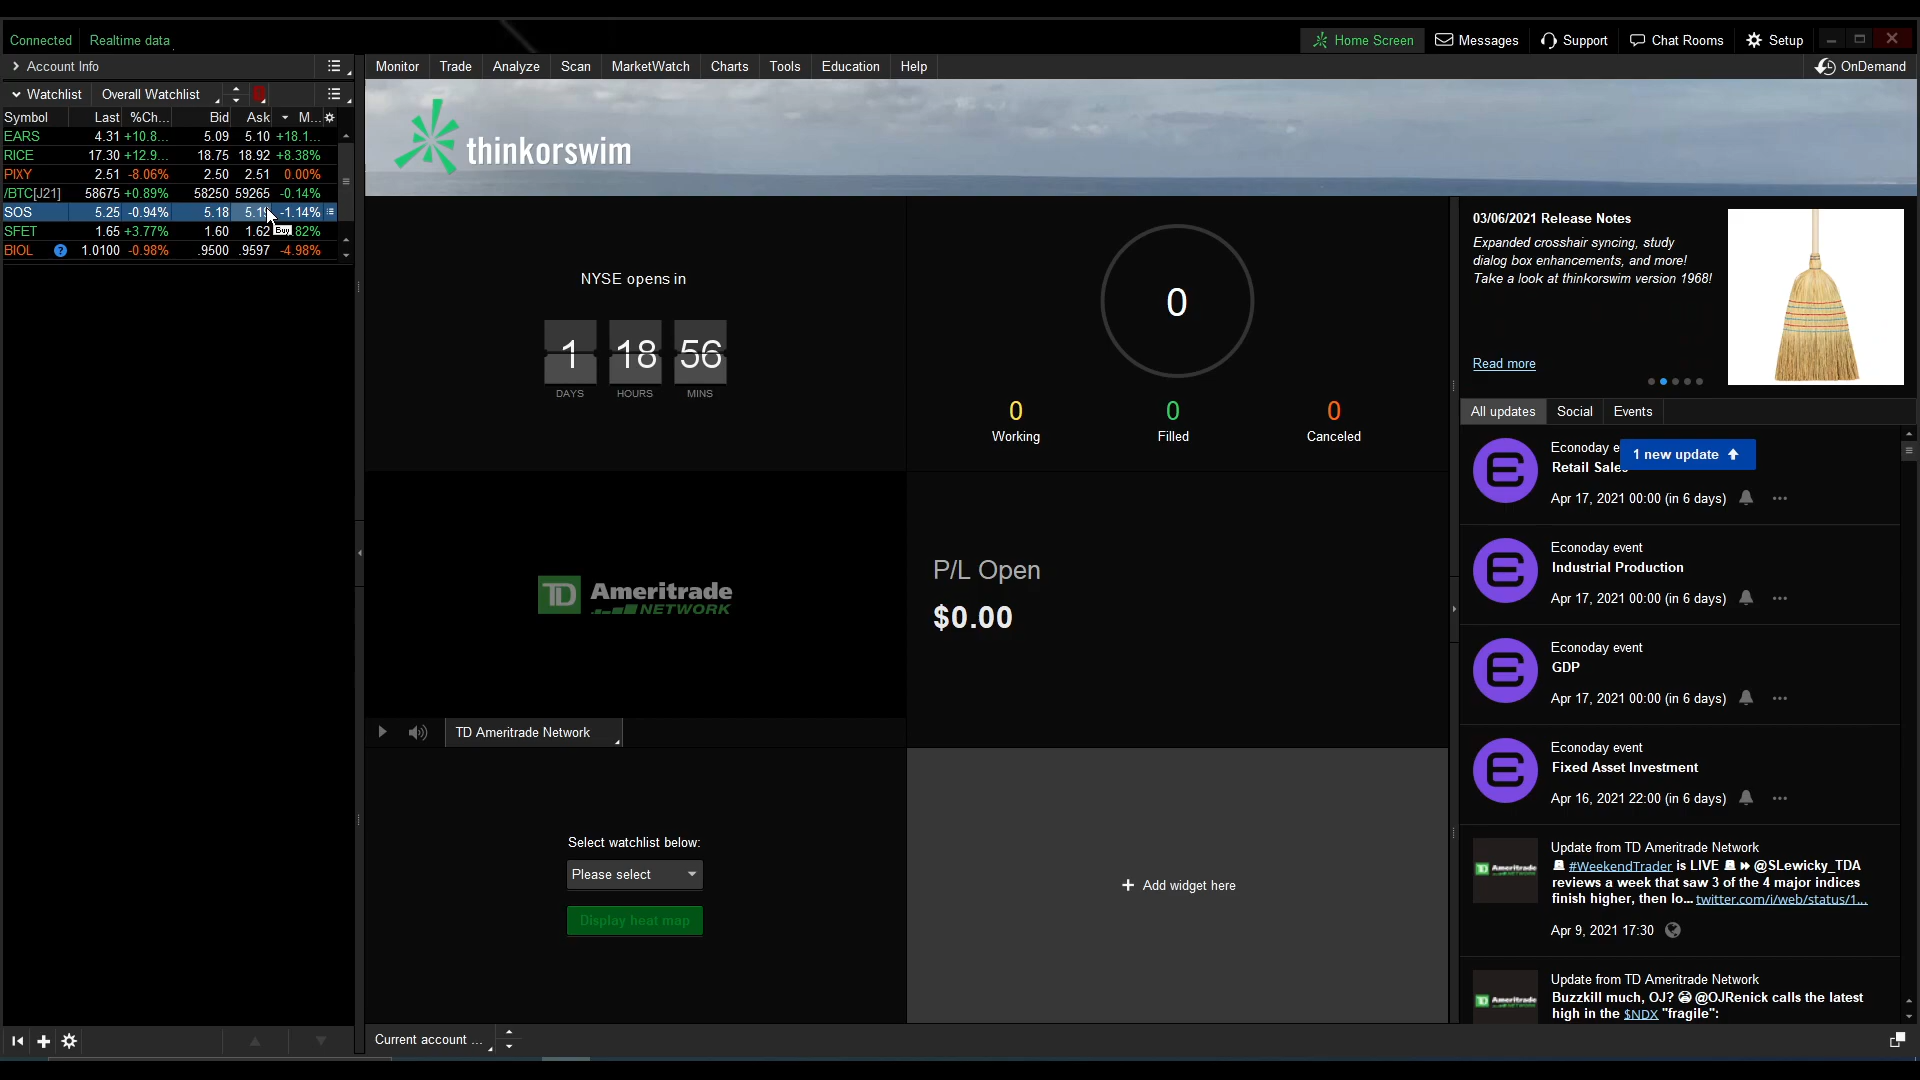 Connected Realtime data
Home Screen Messages Support Chat Rooms Setup
Account Info
Monitor Trade Analyze Scan MarketWatch Charts Tools Education Help OnDemand
Watchlist Overall Watchlist
Symbol Last %Ch... Bid Ask M...
EARS 4.31 +10.8... 5.09 5.10 +18.1...
RICE 17.30 +12.9... 18.75 18.92 +8.38%
PIXY 2.51 -8.06% 2.50 2.51 0.00%
/BTC[J21] 58675 +0.89% 58250 59265 -0.14%
SOS 5.25 -0.94% 5.18 -1.14%
Buy
SFET 1.65 +3.77% 1.60 1.62 82%
BIOL ? 1.0100 -0.98% .9500 .9597 -4.98%
thinkorswim
NYSE opens in
1 18 56
DAYS HOURS MINS
0
0 0 0
Working Filled Canceled
TD Ameritrade
NETWORK
P/L Open
$0.00
TD Ameritrade Network
Select watchlist below:
Please select
Display heat map
+ Add widget here
Current account ...
03/06/2021 Release Notes
Expanded crosshair syncing, study
dialog box enhancements, and more!
Take a look at thinkorswim version 1968!
Read more
All updates Social Events
1 new update
Econoday e
Retail Sales
Apr 17, 2021 00:00 (in 6 days)
Econoday event
Industrial Production
Apr 17, 2021 00:00 (in 6 days)
Econoday event
GDP
Apr 17, 2021 00:00 (in 6 days)
Econoday event
Fixed Asset Investment
Apr 16, 2021 22:00 (in 6 days)
Update from TD Ameritrade Network
#WeekendTrader is LIVE @SLewicky_TDA
reviews a week that saw 3 of the 4 major indices
finish higher, then lo... twitter.com/i/web/status/1...
Apr 9, 2021 17:30
Update from TD Ameritrade Network
Buzzkill much, OJ? @OJRenick calls the latest
high in the $NDX "fragile":